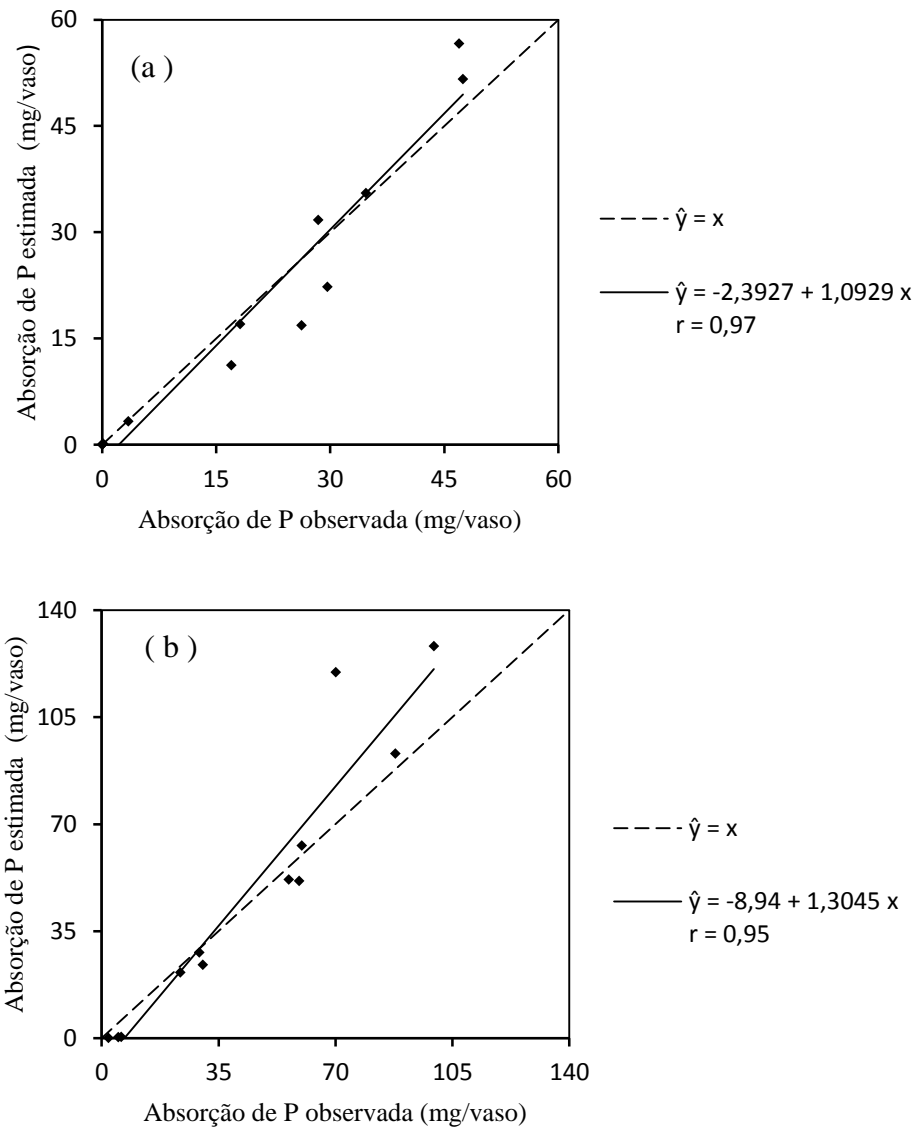 60
45
30
15
0
Absorção de P estimada (mg/vaso)
(a )
0 15 30 45 60
Absorção de P observada (mg/vaso)
ŷ = x
ŷ = -2,3927 + 1,0929 x
r = 0,97
140
105
70
35
0
Absorção de P estimada (mg/vaso)
( b )
0 35 70 105 140
Absorção de P observada (mg/vaso)
ŷ = x
ŷ = -8,94 + 1,3045 x
r = 0,95